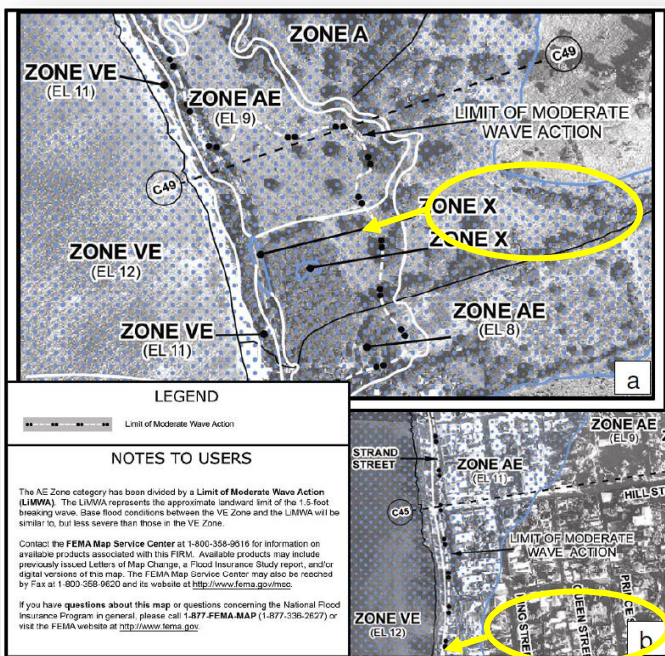 ZONE A
C49
ZONE VE
(EL 11)
ZONE AE
(EL 9)
LIMIT OF MODERATE
WAVE ACTION
C49
ZONE X
ZONE X
ZONE VE
(EL 12)
ZONE AE
(EL 8)
ZONE VE
(EL 11)
a
LEGEND
Limit of Moderate Wave Action
NOTES TO USERS
The AE Zone category has been divided by a Limit of Moderate Wave Action
(LiMWA). The LiMWA represents the approximate landward limit of the 1.5-foot
breaking wave. Base flood conditions between the VE Zone and the LiMWA will be
similar to, but less severe than those in the VE Zone.
Contact the FEMA Map Service Center at 1-800-358-9616 for information on
available products associated with this FIRM. Available products may include
previously issued Letters of Map Change, a Flood Insurance Study report, and/or
digital versions of this map. The FEMA Map Service Center may also be reached
by Fax at 1-800-358-9620 and its website at http://www.fema.gov/msc.
If you have questions about this map or questions concerning the National Flood
Insurance Program in general, please call 1-877-FEMA-MAP (1-877-336-2627) or
visit the FEMA website at http://www.fema.gov.
ZONE AE
(EL 9)
STRAND
STREET
ZONE AE
(EL 11)
HILL ST
C45
LIMIT OF MODERATE
WAVE ACTION
ZONE VE
(EL 12)
KING STREET
QUEEN STREET
PRINCE
b